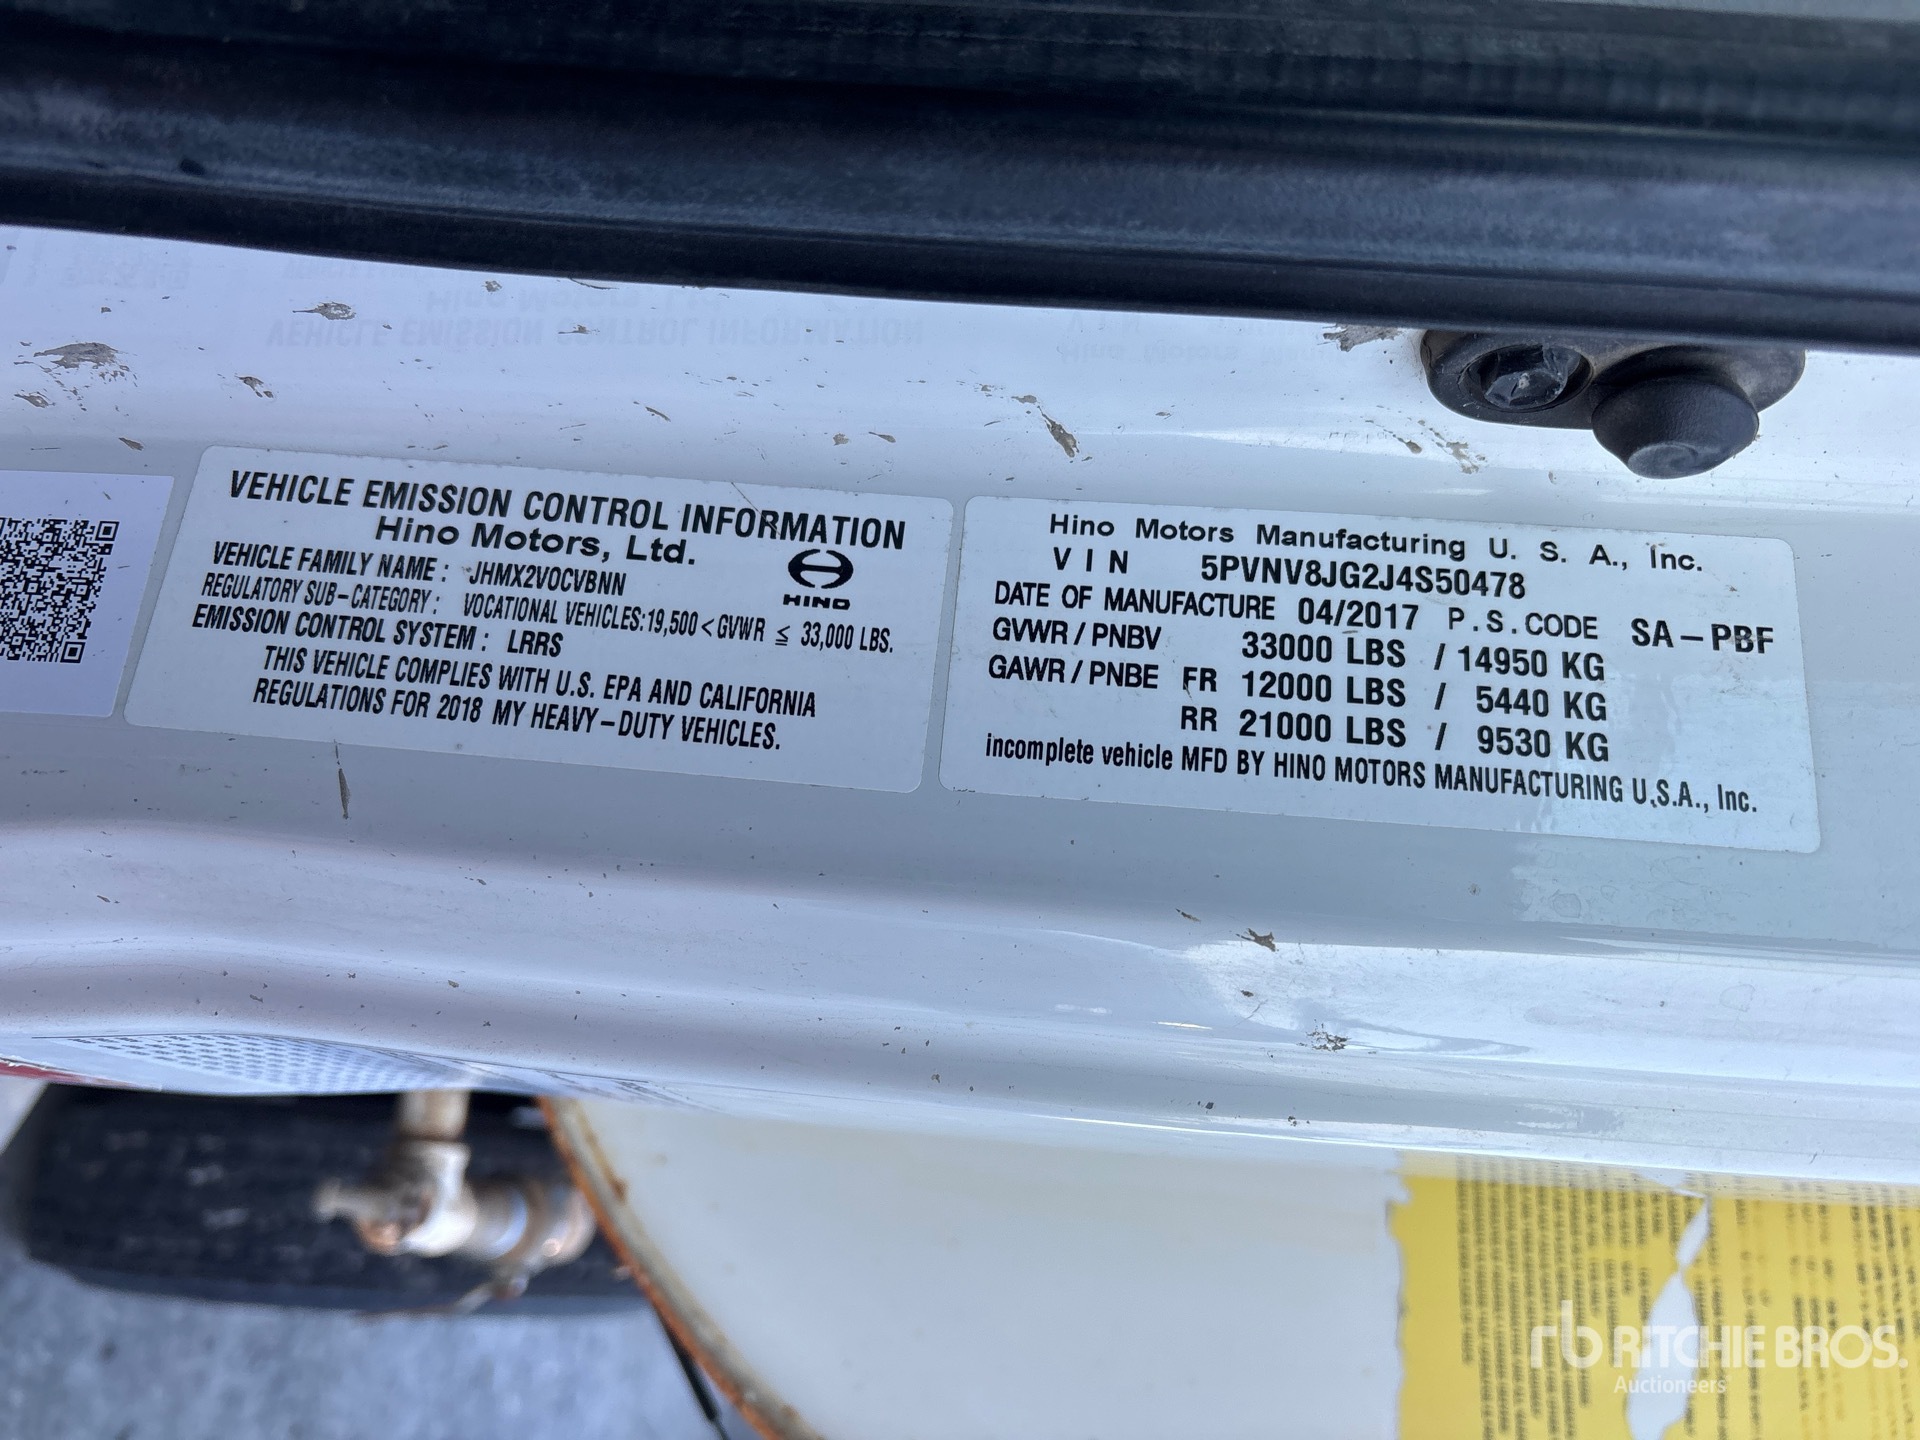 VEHICLE EMISSION CONTROL INFORMATION
Hino Motors, Ltd.
HINO
VEHICLE FAMILY NAME : JHMX2VOCVBNN
REGULATORY SUB-CATEGORY : VOCATIONAL VEHICLES:19,500 < GVWR ≦ 33,000 LBS.
EMISSION CONTROL SYSTEM : LRRS
THIS VEHICLE COMPLIES WITH U.S. EPA AND CALIFORNIA
REGULATIONS FOR 2018 MY HEAVY-DUTY VEHICLES.
Hino Motors Manufacturing U. S. A., Inc.
V I N 5PVNV8JG2J4S50478
DATE OF MANUFACTURE 04/2017 P.S.CODE SA-PBF
GVWR / PNBV 33000 LBS / 14950 KG
GAWR / PNBE FR 12000 LBS / 5440 KG
RR 21000 LBS / 9530 KG
incomplete vehicle MFD BY HINO MOTORS MANUFACTURING U.S.A., Inc.
rb RITCHIE BROS.
Auctioneers